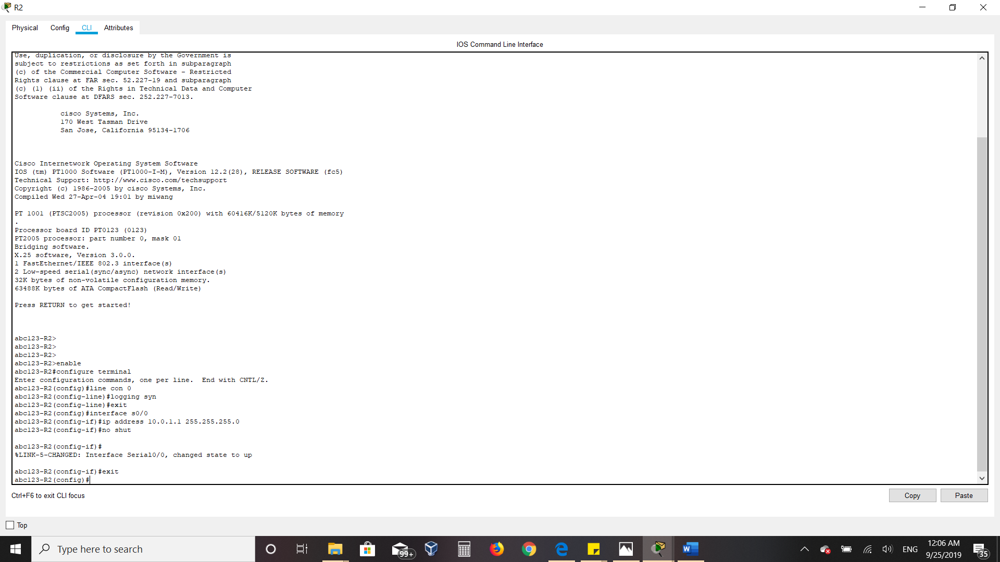 R2
Physical Config CLI Attributes
IOS Command Line Interface
Use, duplication, or disclosure by the Government is
subject to restrictions as set forth in subparagraph
(c) of the Commercial Computer Software - Restricted
Rights clause at FAR sec. 52.227-19 and subparagraph
(c) (1) (ii) of the Rights in Technical Data and Computer
Software clause at DFARS sec. 252.227-7013.
cisco Systems, Inc.
170 West Tasman Drive
San Jose, California 95134-1706
Cisco Internetwork Operating System Software
IOS (tm) PT1000 Software (PT1000-I-M), Version 12.2(28), RELEASE SOFTWARE (fc5)
Technical Support: http://www.cisco.com/techsupport
Copyright (c) 1986-2005 by cisco Systems, Inc.
Compiled Wed 27-Apr-04 19:01 by miwang
PT 1001 (PTSC2005) processor (revision 0x200) with 60416K/5120K bytes of memory
.
Processor board ID PT0123 (0123)
PT2005 processor: part number 0, mask 01
Bridging software.
X.25 software, Version 3.0.0.
1 FastEthernet/IEEE 802.3 interface(s)
2 Low-speed serial(sync/async) network interface(s)
32K bytes of non-volatile configuration memory.
63488K bytes of ATA CompactFlash (Read/Write)
Press RETURN to get started!
abc123-R2>
abc123-R2>
abc123-R2>
abc123-R2>enable
abc123-R2#configure terminal
Enter configuration commands, one per line.  End with CNTL/Z.
abc123-R2(config)#line con 0
abc123-R2(config-line)#logging syn
abc123-R2(config-line)#exit
abc123-R2(config)#interface s0/0
abc123-R2(config-if)#ip address 10.0.1.1 255.255.255.0
abc123-R2(config-if)#no shut
abc123-R2(config-if)#
%LINK-5-CHANGED: Interface Serial0/0, changed state to up
abc123-R2(config-if)#exit
abc123-R2(config)#
Ctrl+F6 to exit CLI focus
Copy Paste
Top
Type here to search
99+
ENG
12:06 AM
9/25/2019
35